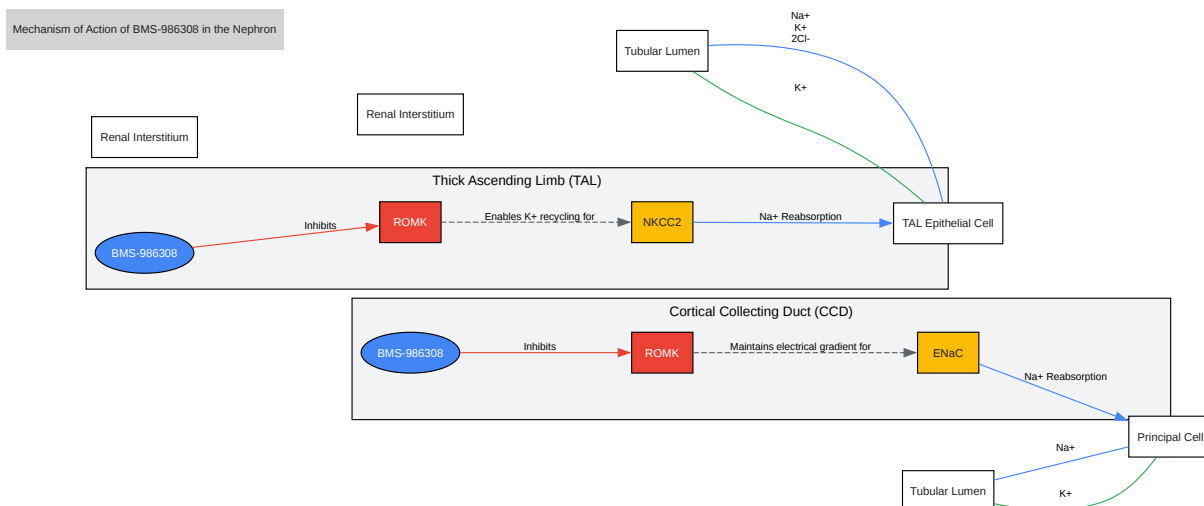 Mechanism of Action of BMS-986308 in the Nephron
Na+
K+
2Cl-
Tubular Lumen
K+
Renal Interstitium
Renal Interstitium
Thick Ascending Limb (TAL)
BMS-986308
Inhibits
ROMK
Enables K+ recycling for
NKCC2
Na+ Reabsorption
TAL Epithelial Cell
Cortical Collecting Duct (CCD)
BMS-986308
Inhibits
ROMK
Maintains electrical gradient for
ENaC
Na+ Reabsorption
Principal Cell
Na+
Tubular Lumen
K+